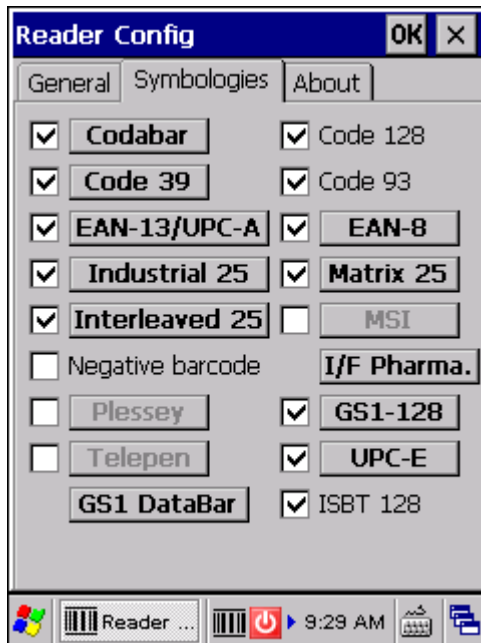 Reader Config OK
General Symbologies About
Codabar Code 128
Code 39 Code 93
EAN-13/UPC-A EAN-8
Industrial 25 Matrix 25
Interleaved 25 MSI
Negative barcode I/F Pharma.
Plessey GS1-128
Telepen UPC-E
GS1 DataBar ISBT 128
Reader ... 9:29 AM